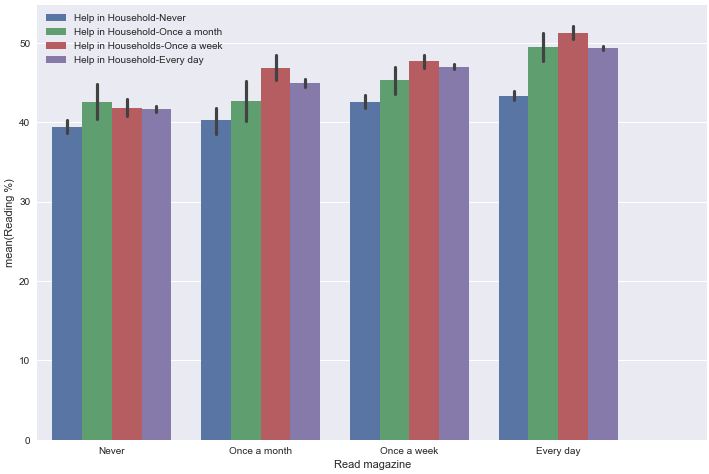 Help in Household-Never
Help in Household-Once a month
Help in Households-Once a week
Help in Household-Every day
mean(Reading %)
50
40
30
20
10
0
Never
Once a month
Once a week
Every day
Read magazine